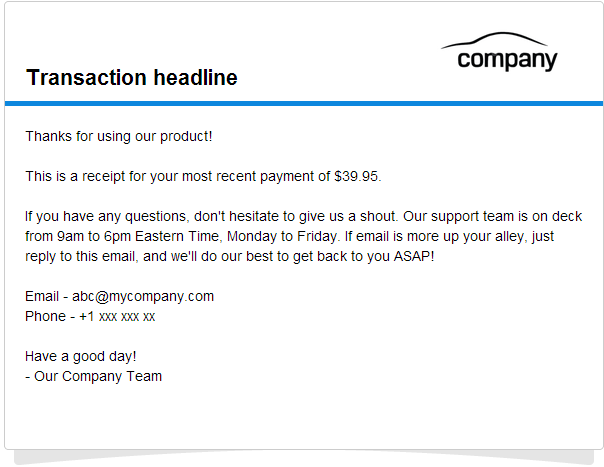 company
Transaction headline
Thanks for using our product!
This is a receipt for your most recent payment of $39.95.
If you have any questions, don't hesitate to give us a shout. Our support team is on deck
from 9am to 6pm Eastern Time, Monday to Friday. If email is more up your alley, just
reply to this email, and we'll do our best to get back to you ASAP!
Email - abc@mycompany.com
Phone - +1 xxx xxx xx
Have a good day!
- Our Company Team